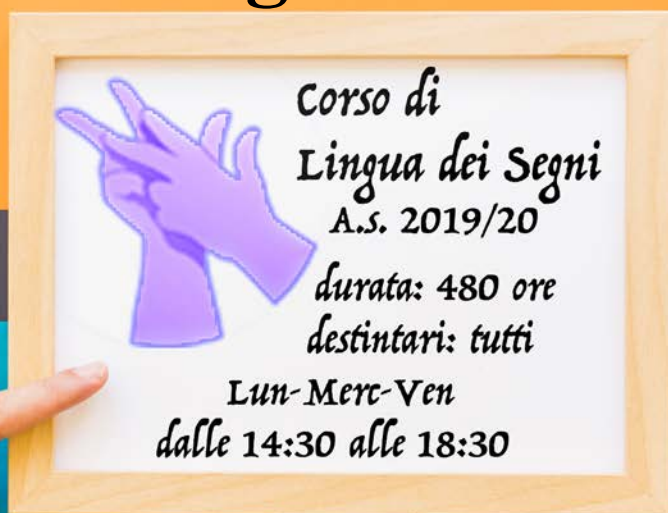 Corso di
Lingua dei Segni
A.s. 2019/20
durata: 480 ore
destintari: tutti
Lun-Merc-Ven
dalle 14:30 alle 18:30